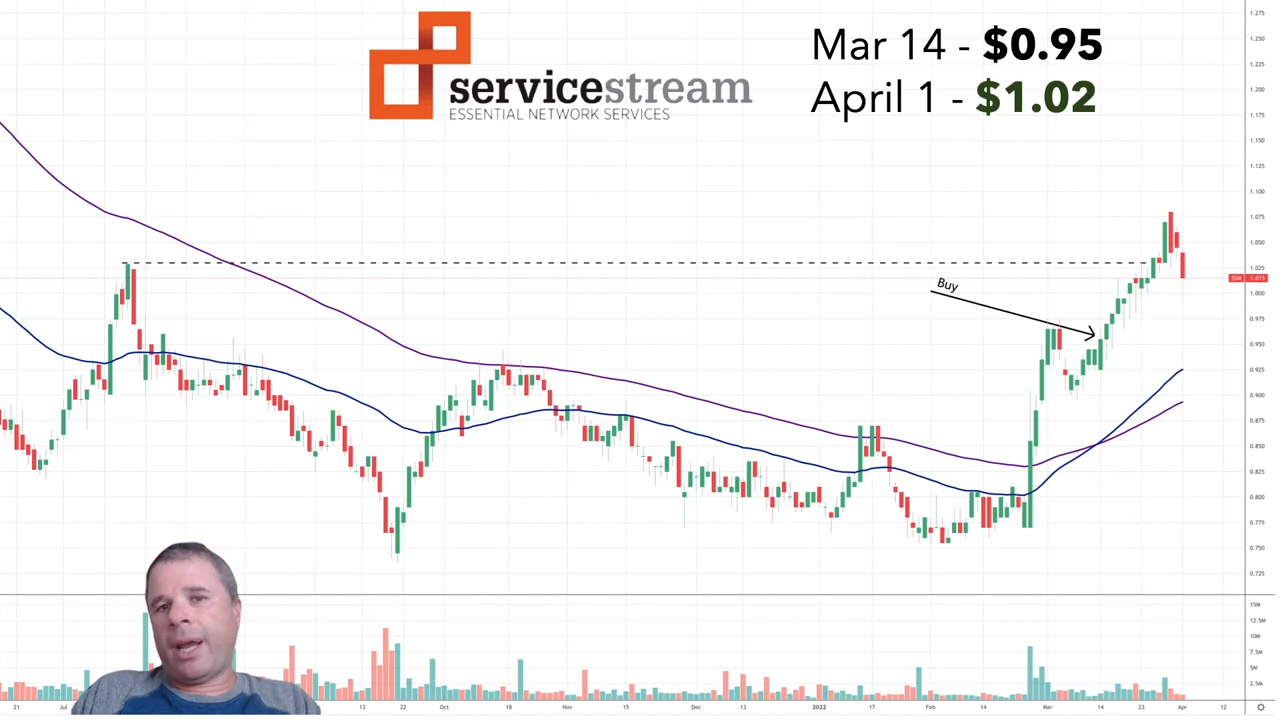 servicestream
ESSENTIAL NETWORK SERVICES
Mar 14 - $0.95
April 1 - $1.02
Buy
1.275
1.250
1.225
1.200
1.175
1.150
1.125
1.100
1.075
1.050
1.025
SSM 1.015
1.000
0.975
0.950
0.925
0.900
0.875
0.850
0.825
0.800
0.775
0.750
0.725
15M
12.5M
10M
7.5M
5M
2.5M
21 Jul 22 Oct 18 Nov 15 Dec 13 2022 17 Feb 14 Mar 14 23 Apr 12